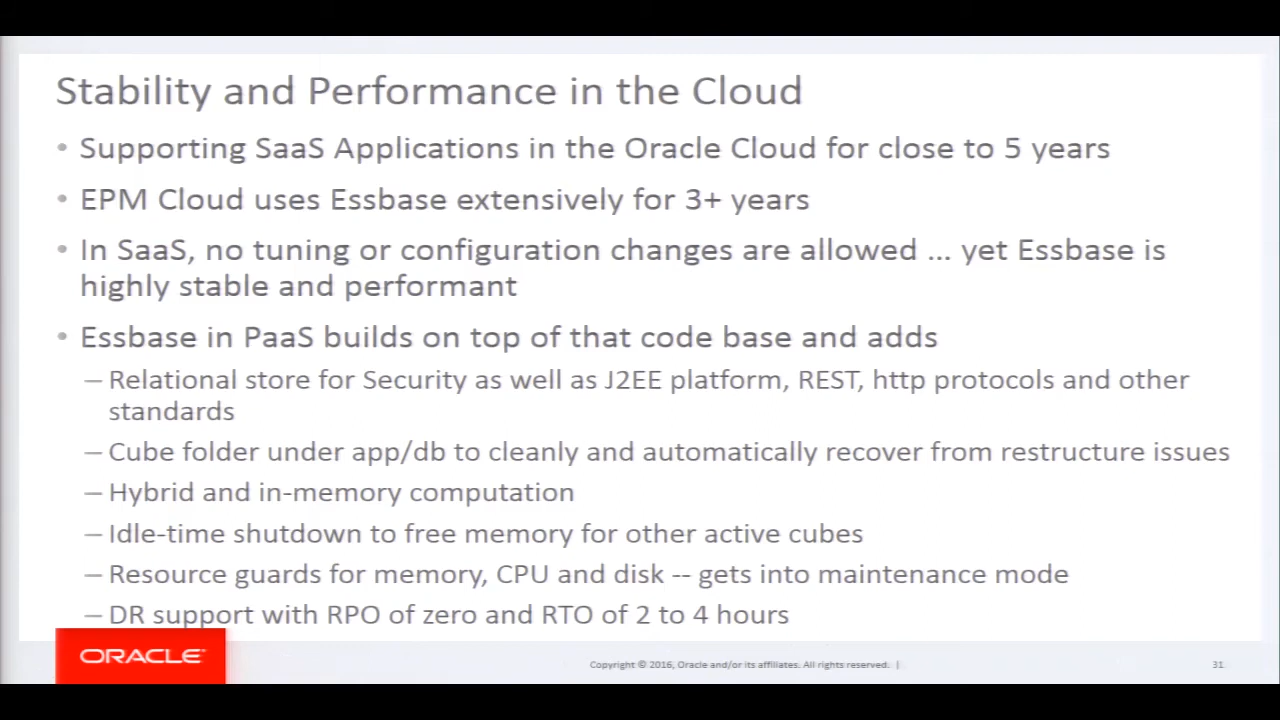 Stability and Performance in the Cloud
• Supporting SaaS Applications in the Oracle Cloud for close to 5 years
• EPM Cloud uses Essbase extensively for 3+ years
• In SaaS, no tuning or configuration changes are allowed ... yet Essbase is
highly stable and performant
• Essbase in PaaS builds on top of that code base and adds
– Relational store for Security as well as J2EE platform, REST, http protocols and other
standards
– Cube folder under app/db to cleanly and automatically recover from restructure issues
– Hybrid and in-memory computation
– Idle-time shutdown to free memory for other active cubes
– Resource guards for memory, CPU and disk -- gets into maintenance mode
– DR support with RPO of zero and RTO of 2 to 4 hours
ORACLE®
Copyright © 2016, Oracle and/or its affiliates. All rights reserved. |
31